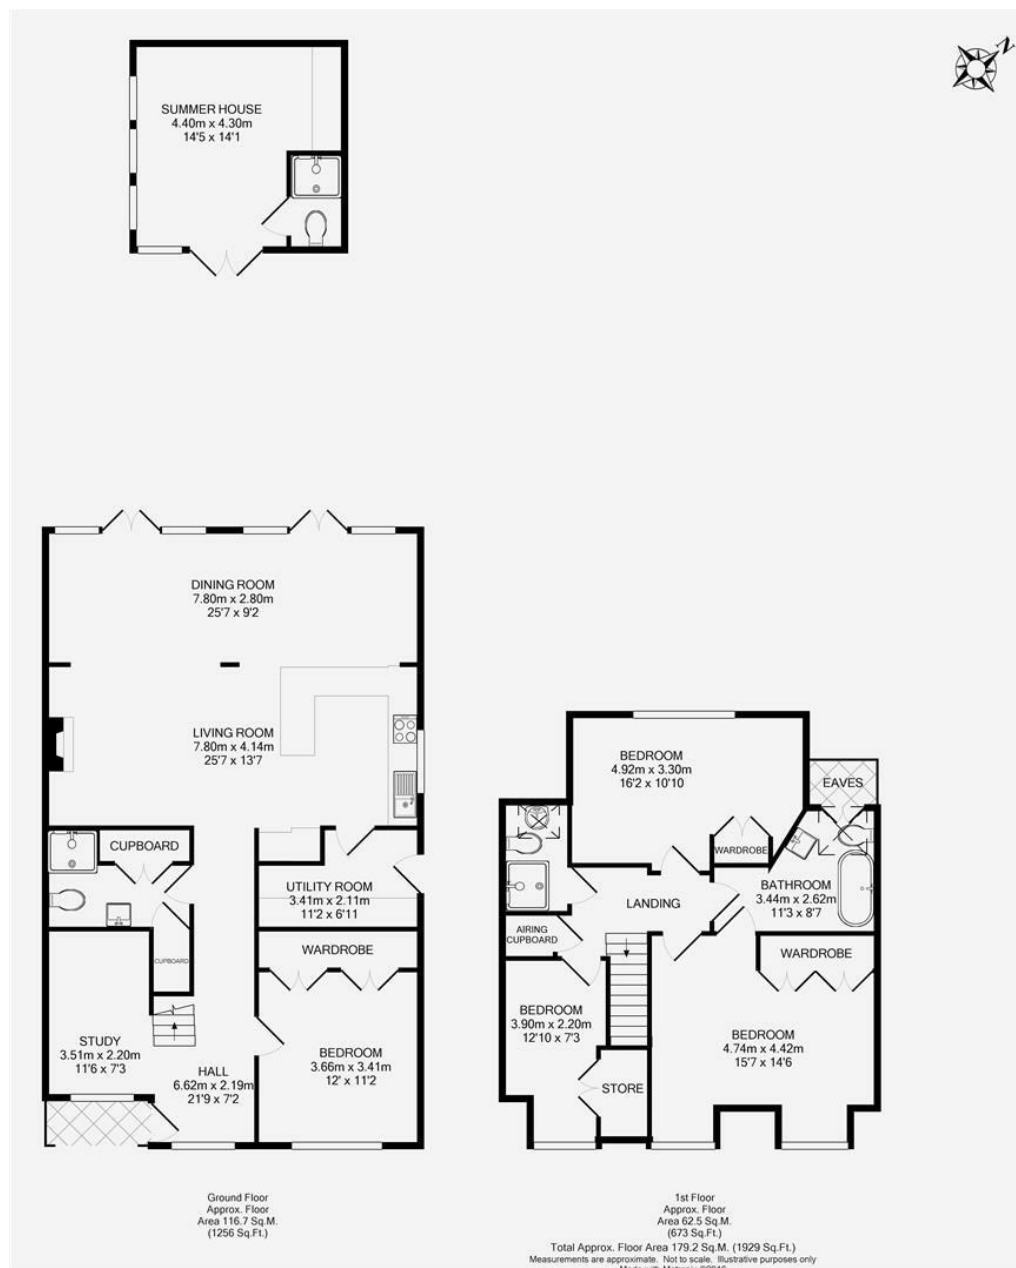 N
SUMMER HOUSE
4.40m x 4.30m
14'5 x 14'1
DINING ROOM
7.80m x 2.80m
25'7 x 9'2
LIVING ROOM
7.80m x 4.14m
25'7 x 13'7
CUPBOARD
UTILITY ROOM
3.41m x 2.11m
11'2 x 6'11
CUPBOARD
WARDROBE
STUDY
3.51m x 2.20m
11'6 x 7'3
HALL
6.62m x 2.19m
21'9 x 7'2
BEDROOM
3.66m x 3.41m
12' x 11'2
Ground Floor
Approx. Floor
Area 116.7 Sq.M.
(1256 Sq.Ft.)
BEDROOM
4.92m x 3.30m
16'2 x 10'10
EAVES
WARDROBE
BATHROOM
3.44m x 2.62m
11'3 x 8'7
LANDING
AIRING
CUPBOARD
WARDROBE
BEDROOM
3.90m x 2.20m
12'10 x 7'3
BEDROOM
4.74m x 4.42m
15'7 x 14'6
STORE
1st Floor
Approx. Floor
Area 62.5 Sq.M.
(673 Sq.Ft.)
Total Approx. Floor Area 179.2 Sq.M. (1929 Sq.Ft.)
Measurements are approximate. Not to scale. Illustrative purposes only